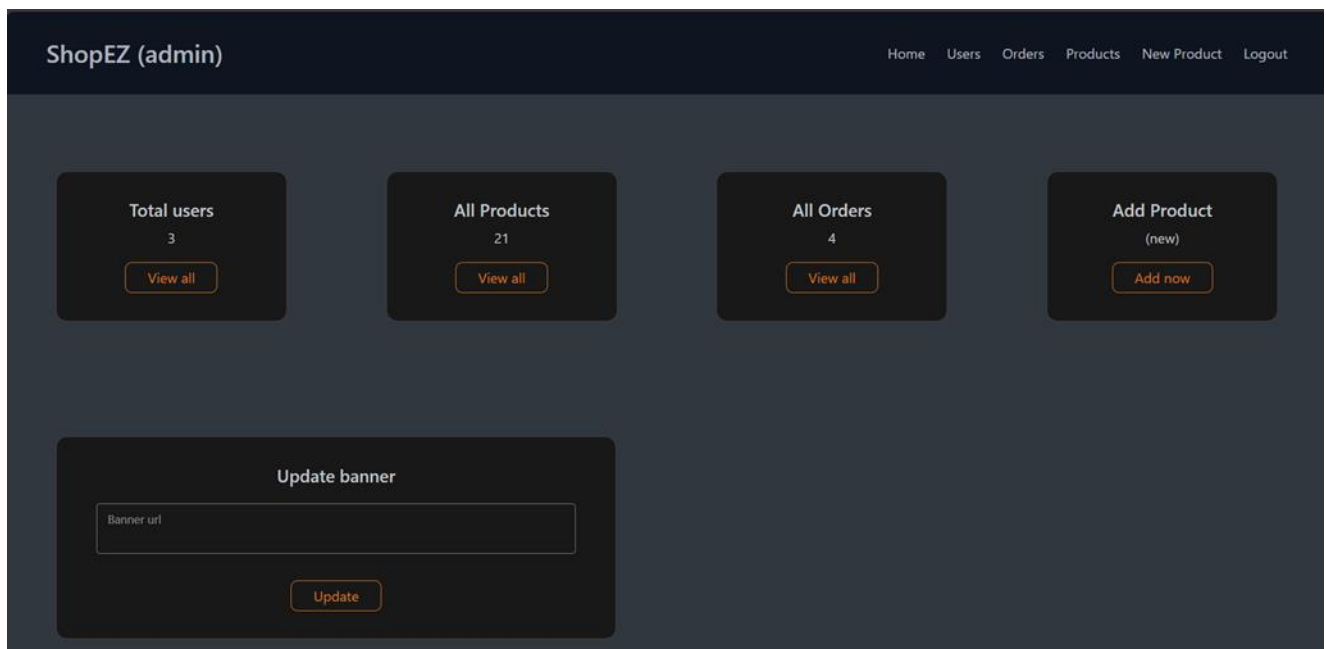 ShopEZ (admin)
Home Users Orders Products New Product Logout
Total users
3
View all
All Products
21
View all
All Orders
4
View all
Add Product
(new)
Add now
Update banner
Banner url
Update